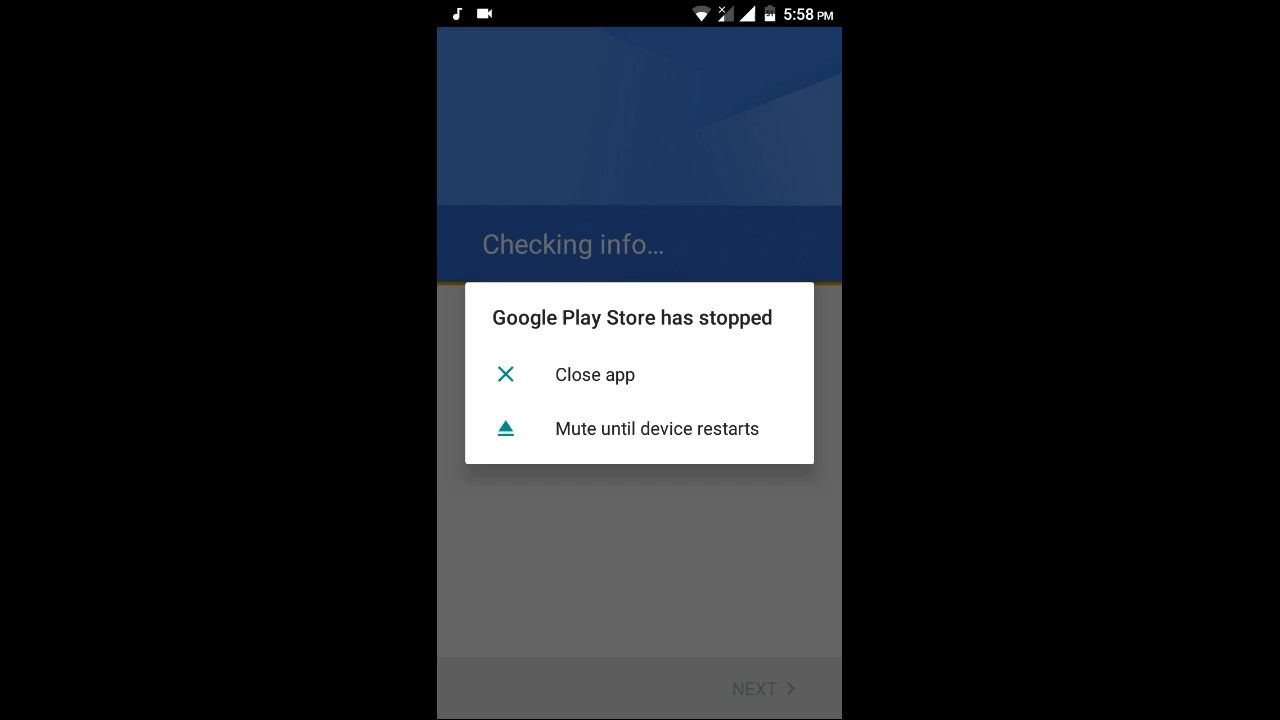 5:58 PM
Checking info...
Google Play Store has stopped
Close app
Mute until device restarts
NEXT